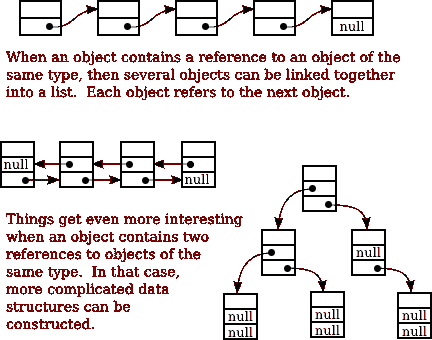 null
When an object contains a reference to an object of the
same type, then several objects can be linked together
into a list. Each object refers to the next object.
null
null
Things get even more interesting
when an object contains two
references to objects of the
same type. In that case,
more complicated data
structures can be
constructed.
null
null
null
null
null
null
null